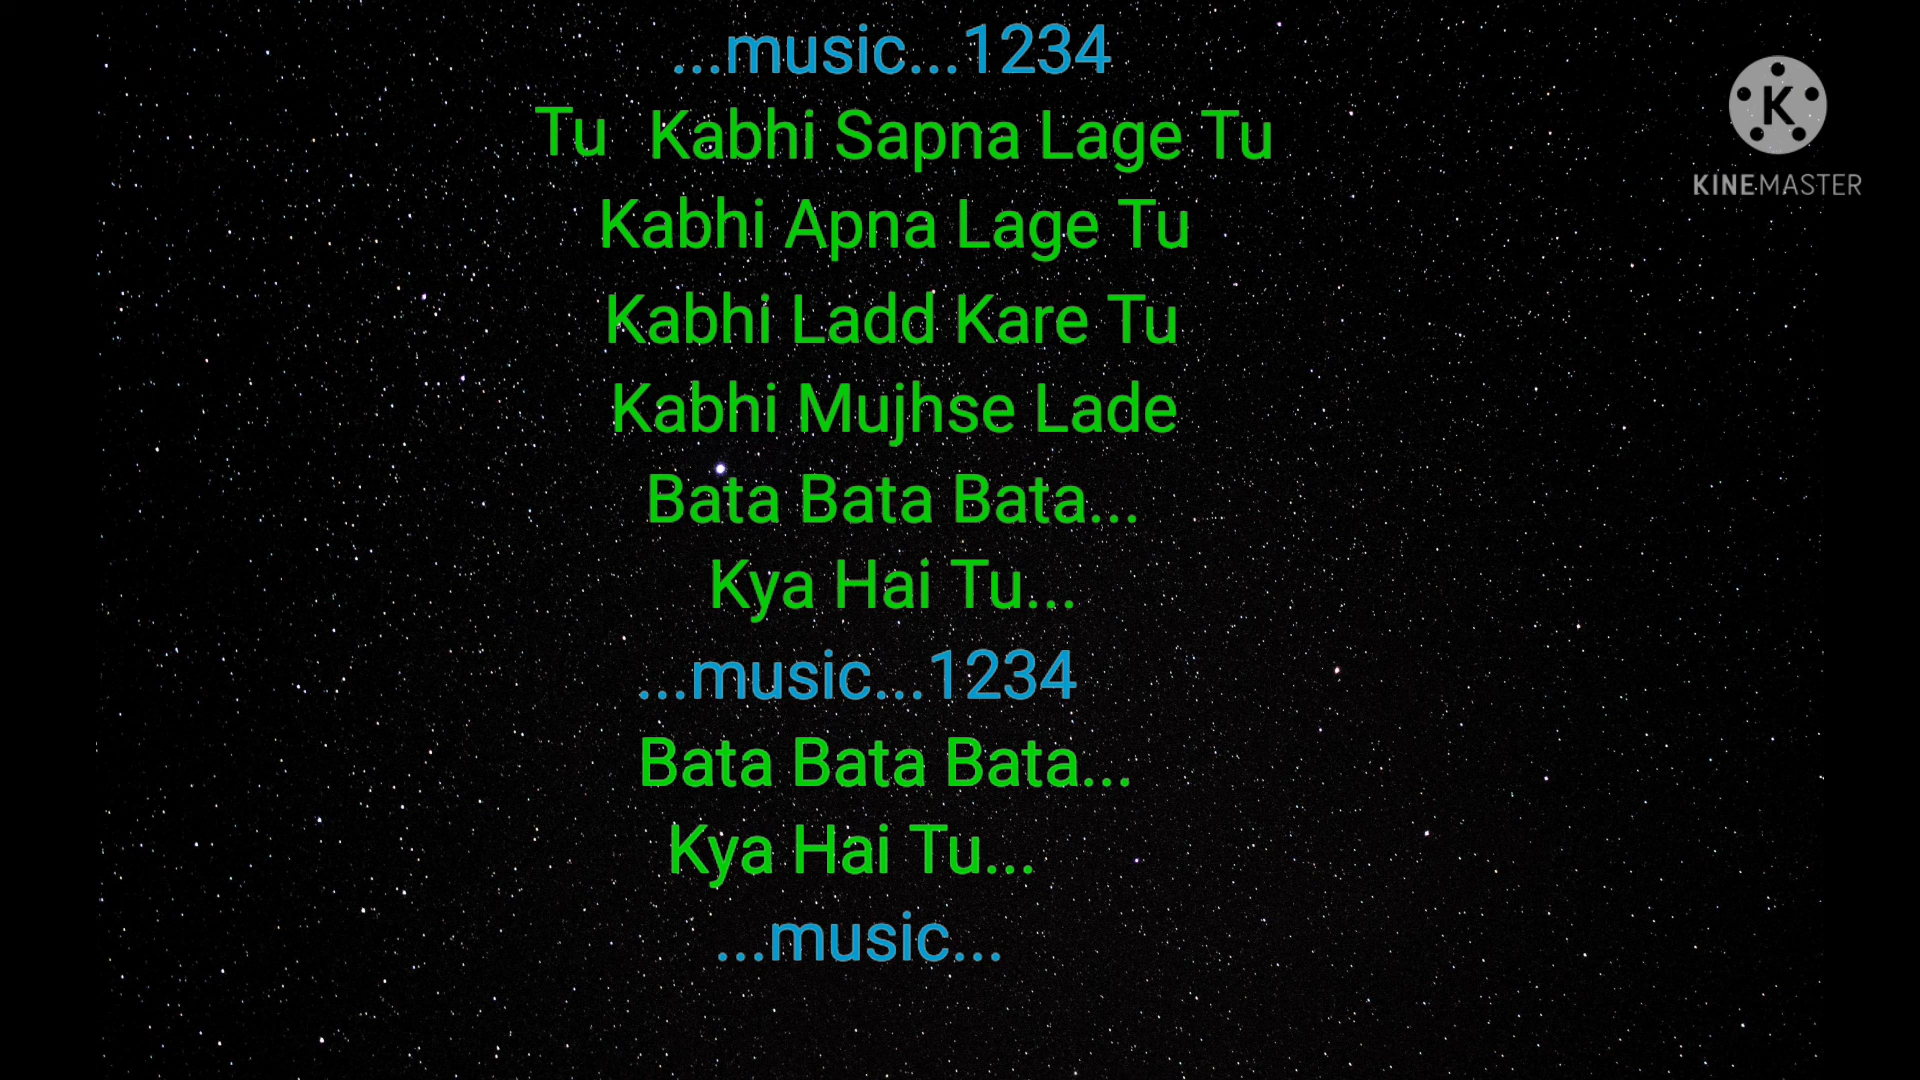 ...music...1234
Tu Kabhi Sapna Lage Tu
Kabhi Apna Lage Tu
Kabhi Ladd Kare Tu
Kabhi Mujhse Lade
Bata Bata Bata...
Kya Hai Tu...
...music...1234
Bata Bata Bata...
Kya Hai Tu...
...music...
K
KINEMASTER